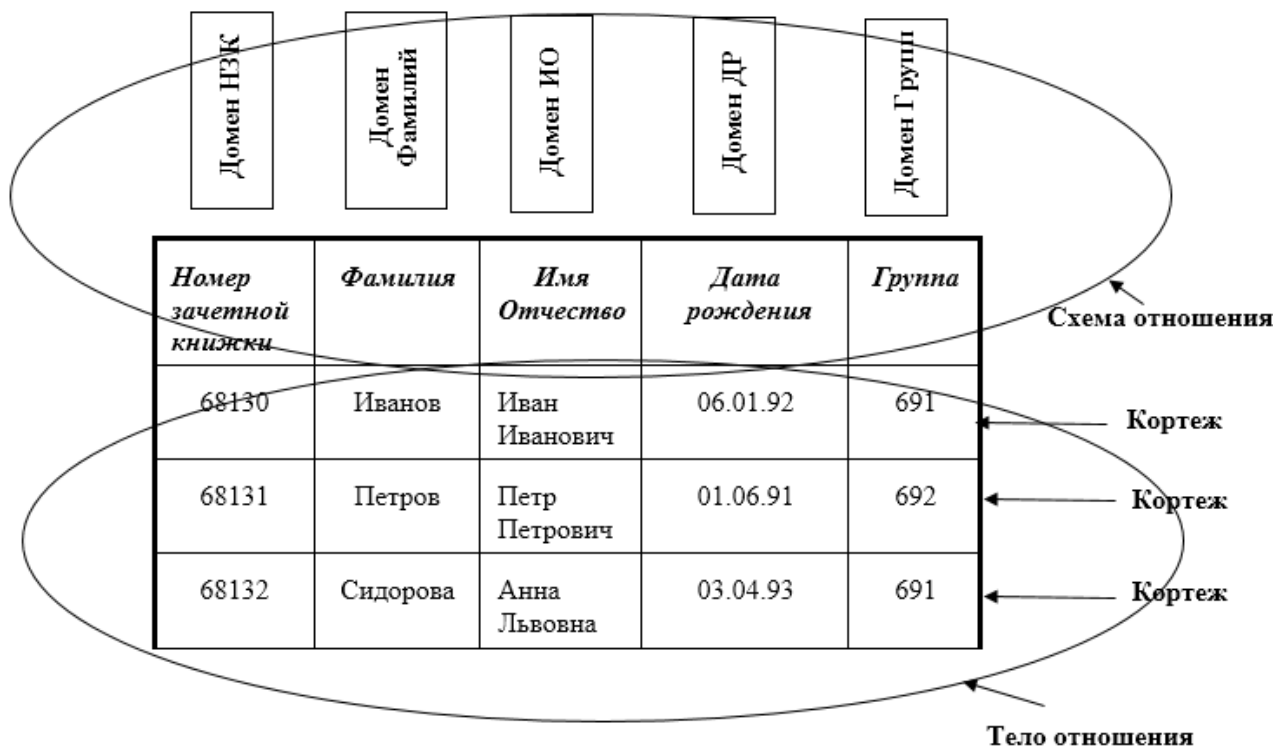 Домен НЗК
Домен
Фамилий
Домен ИО
Домен ДР
Домен Групп
Номер
зачетной
книжки
Фамилия
Имя
Отчество
Дата
рождения
Группа
Схема отношения
68130
Иванов
Иван
Иванович
06.01.92
691
Кортеж
68131
Петров
Петр
Петрович
01.06.91
692
Кортеж
68132
Сидорова
Анна
Львовна
03.04.93
691
Кортеж
Тело отношения